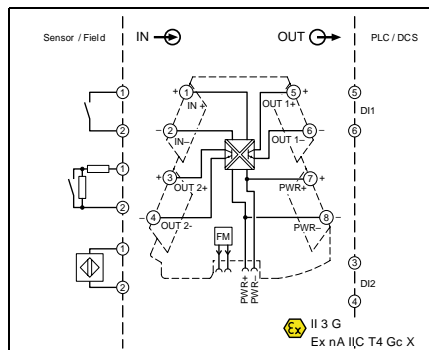 Sensor / Field
IN
OUT
PLC / DCS
1
+
1
IN +
5
+
OUT 1+
5
DI1
2
−
2
IN–
6
−
OUT 1–
6
1
+
3
OUT 2+
7
+
PWR+
2
−
4
OUT 2-
8
−
PWR–
1
FM
3
DI2
2
PWR+
PWR–
4
Ex
II 3 G
Ex nA IIC T4 Gc X